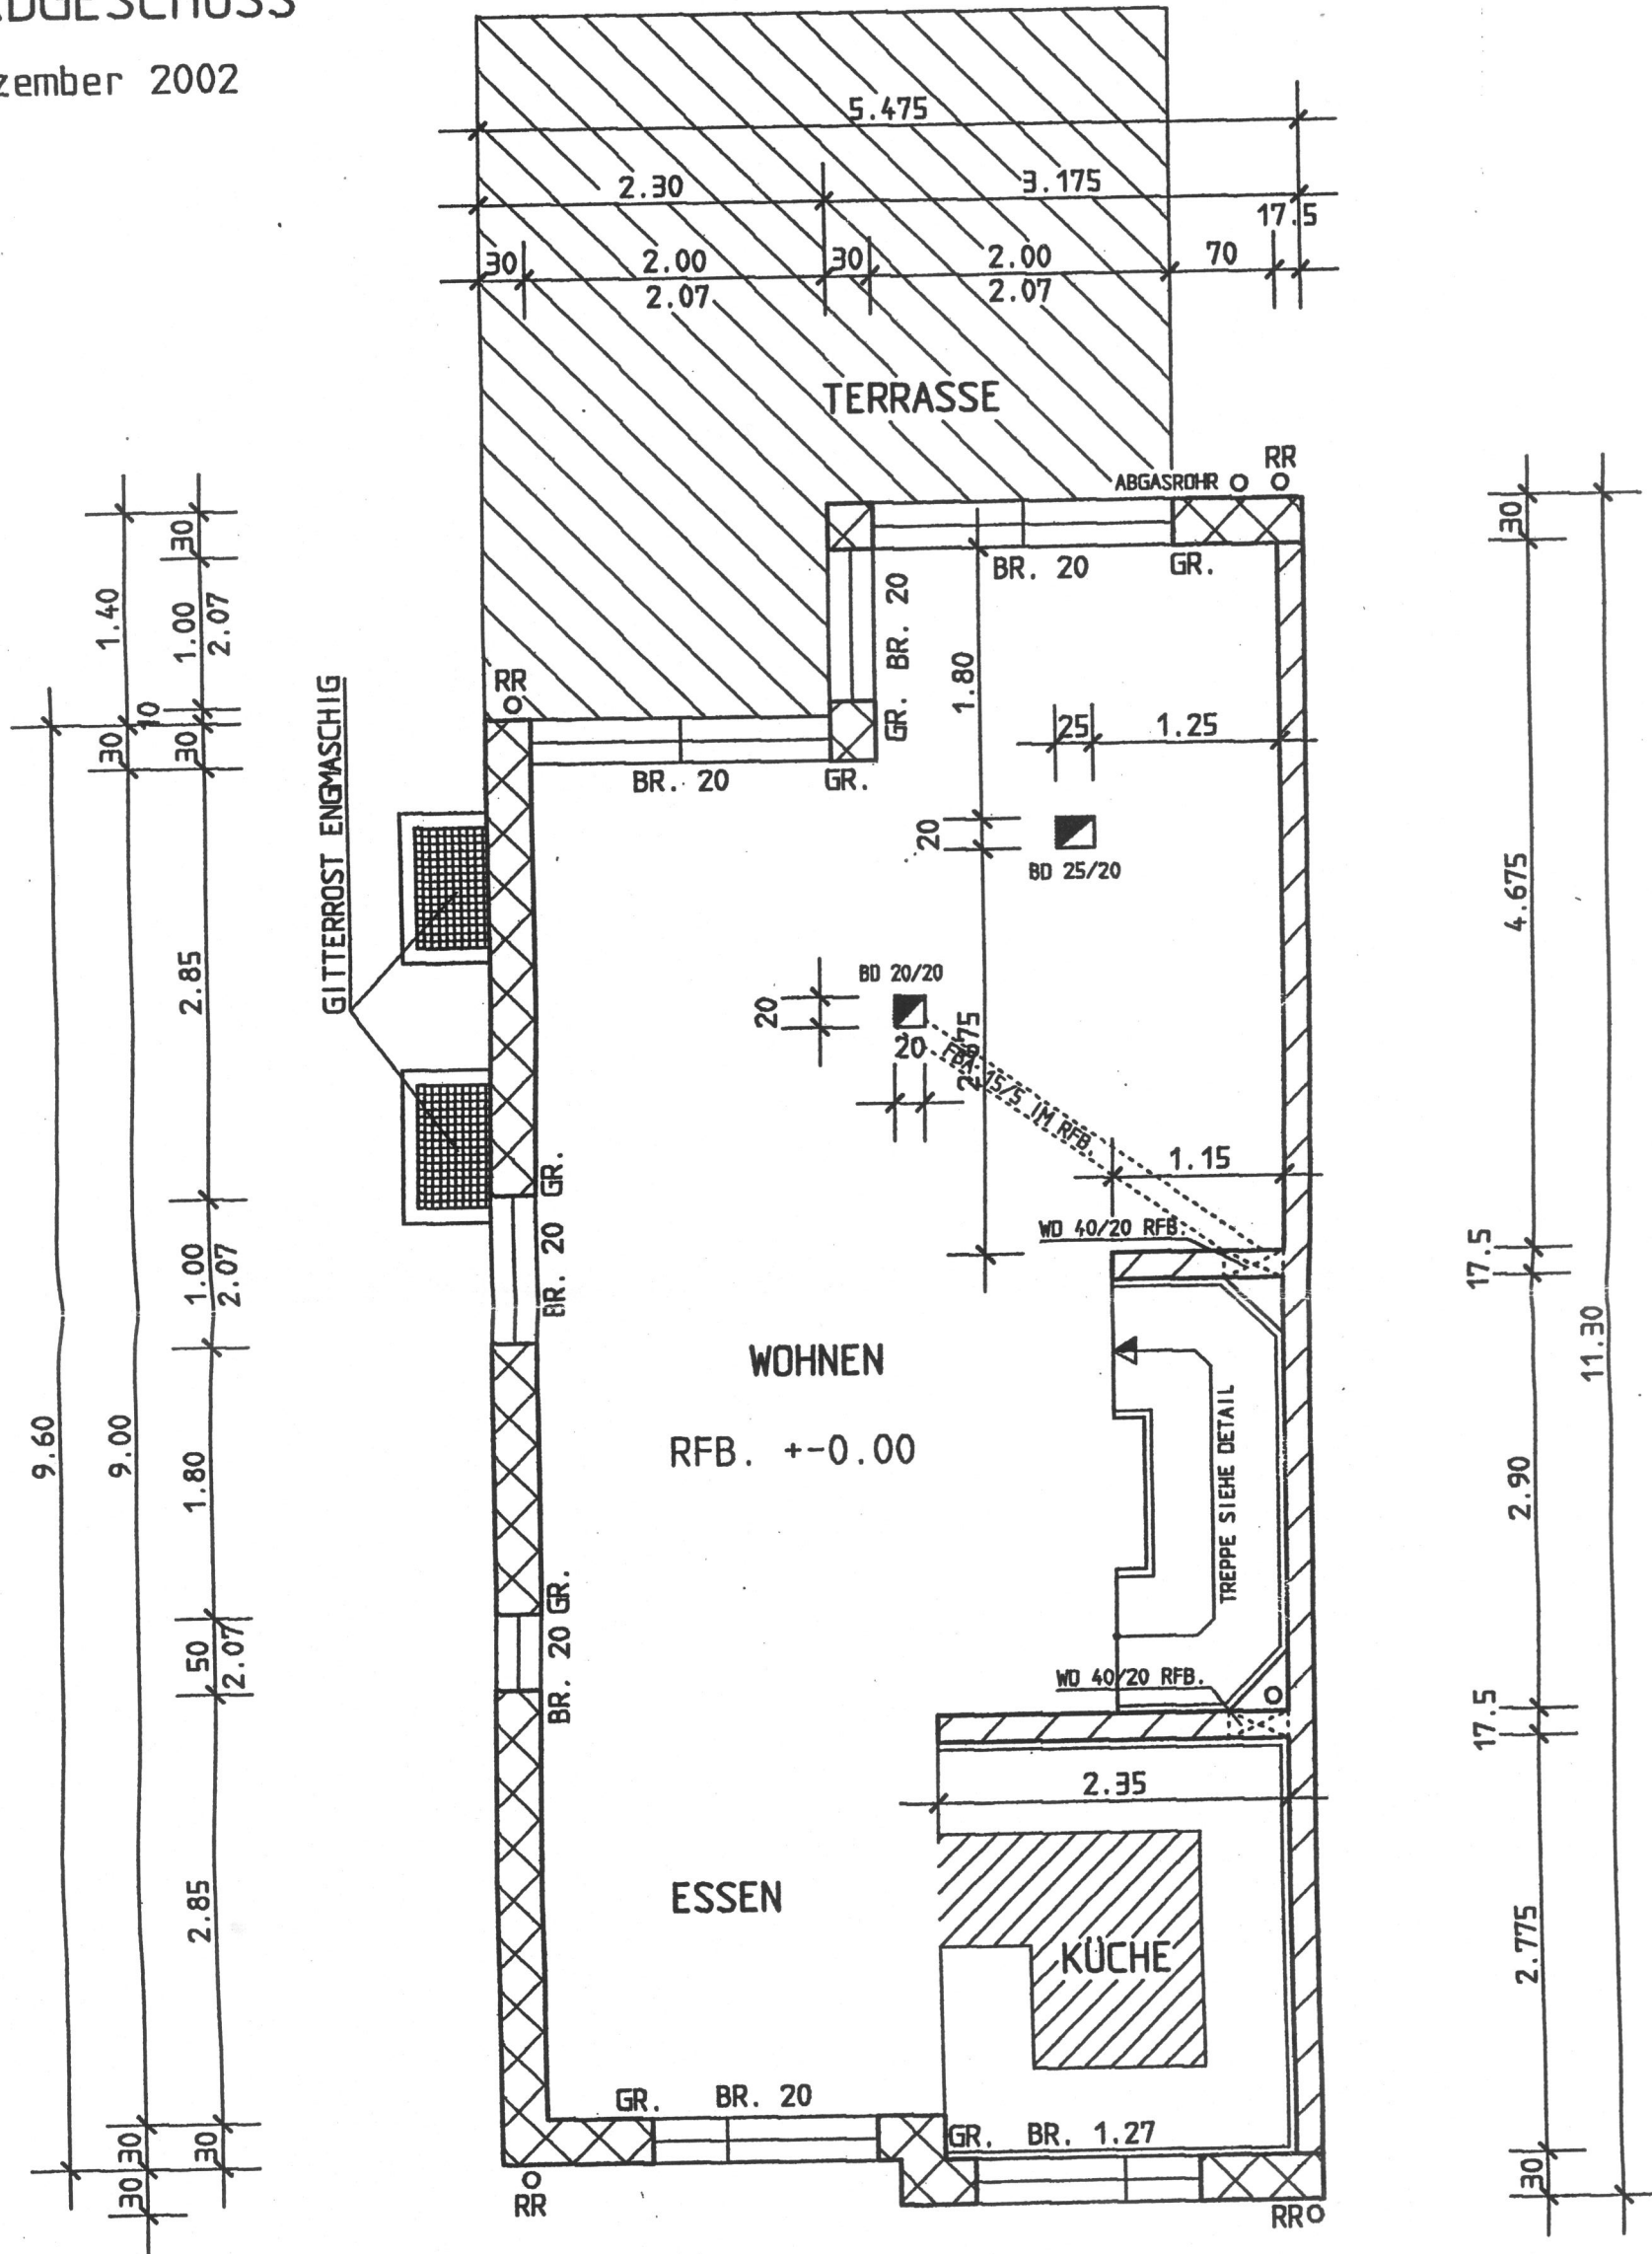 DGESCHOSS
zember 2002
5.475
2.30
3.175
17.5
30
2.00
2.07
30
2.00
2.07
70
TERRASSE
ABGASROHR
RR
30
1.40
1.00
2.07
10
30
30
RR
BR. 20
GR.
GR. BR. 20
BR. 20
GR.
1.80
25
1.25
20
BD 25/20
GITTERROST ENGMASCHIG
2.85
BD 20/20
20
20
FBA. 15/5 IM RFB.
1.15
WD 40/20 RFB.
BR. 20 GR.
1.00
2.07
WOHNEN
RFB. +-0.00
TREPPE SIEHE DETAIL
9.60
9.00
1.80
BR. 20 GR.
50
2.07
WD 40/20 RFB.
2.35
ESSEN
KÜCHE
2.85
GR. BR. 20
GR. BR. 1.27
30
30
30
RR
RR
30
4.675
17.5
11.30
2.90
17.5
2.775
30